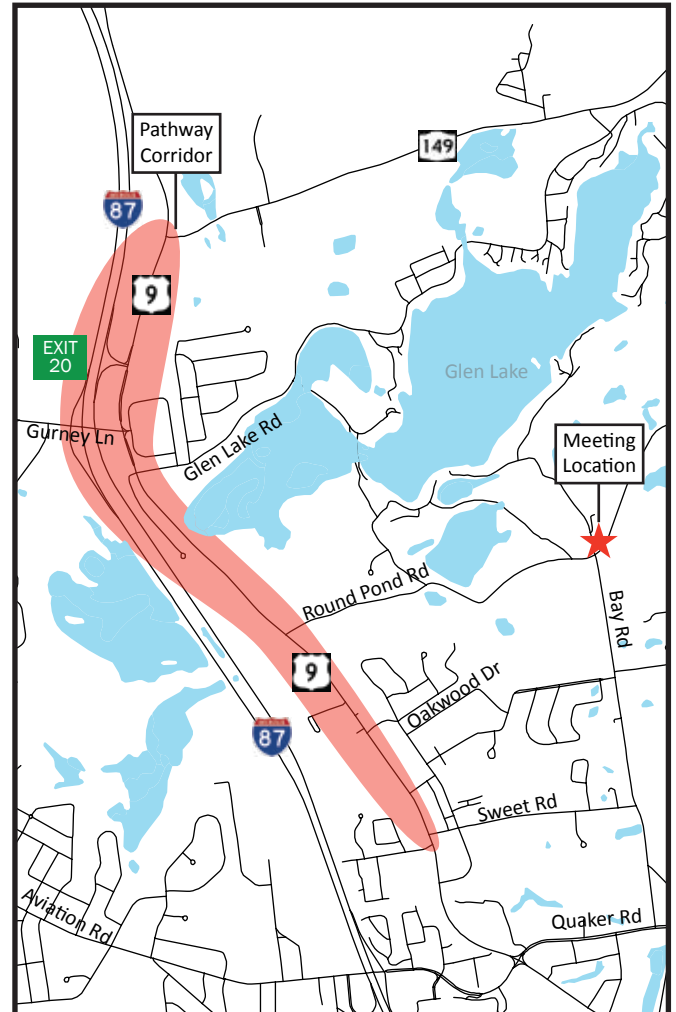 Pathway
Corridor
149
87
9
EXIT
20
Glen Lake
Gurney Ln
Glen Lake Rd
Meeting
Location
Round Pond Rd
Bay Rd
9
Oakwood Dr
87
Sweet Rd
Aviation Rd
Quaker Rd